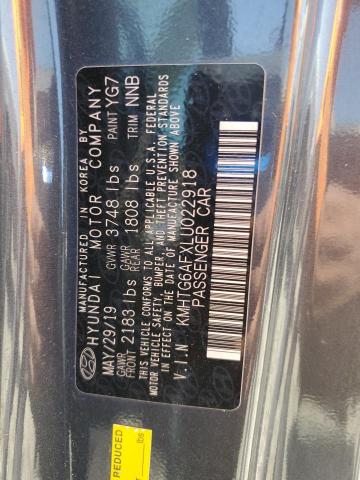 MANUFACTURED IN KOREA BY
HYUNDAI MOTOR COMPANY
MAY/29/19 GVWR 3748 lbs PAINT YG7
GAWR FRONT 2183 lbs GAWR REAR 1808 lbs TRIM NNB
THIS VEHICLE CONFORMS TO ALL APPLICABLE U.S.A. FEDERAL
MOTOR VEHICLE SAFETY, BUMPER, AND THEFT PREVENTION
STANDARDS IN EFFECT ON THE DATE OF MANUFACTURE SHOWN ABOVE.
V.I.N. KMHTG6AFXLU022918
PASSENGER CAR
REDUCED
lbs